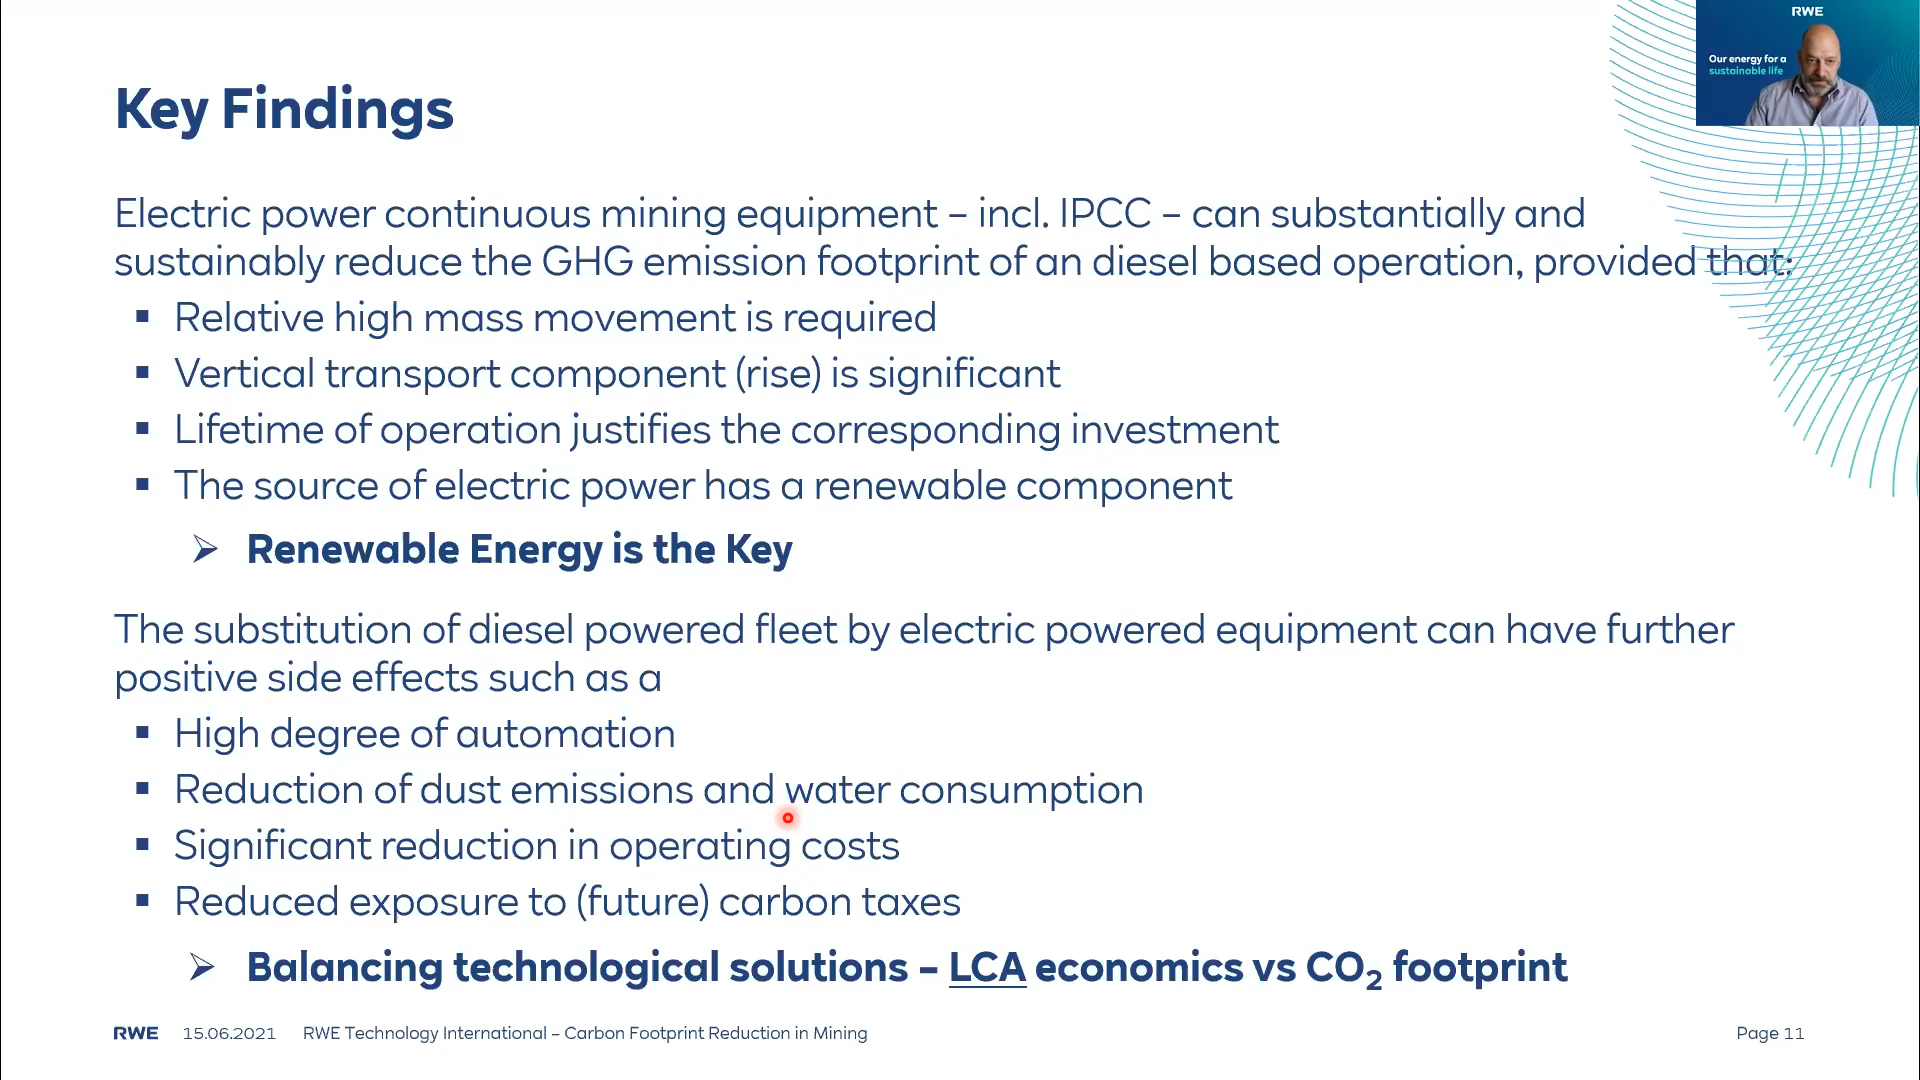 RWE
Our energy for a
sustainable life
Key Findings
Electric power continuous mining equipment – incl. IPCC – can substantially and
sustainably reduce the GHG emission footprint of an diesel based operation, provided that:
▪ Relative high mass movement is required
▪ Vertical transport component (rise) is significant
▪ Lifetime of operation justifies the corresponding investment
▪ The source of electric power has a renewable component
➢ Renewable Energy is the Key
The substitution of diesel powered fleet by electric powered equipment can have further
positive side effects such as a
▪ High degree of automation
▪ Reduction of dust emissions and water consumption
▪ Significant reduction in operating costs
▪ Reduced exposure to (future) carbon taxes
➢ Balancing technological solutions – LCA economics vs CO₂ footprint
RWE 15.06.2021 RWE Technology International – Carbon Footprint Reduction in Mining Page 11